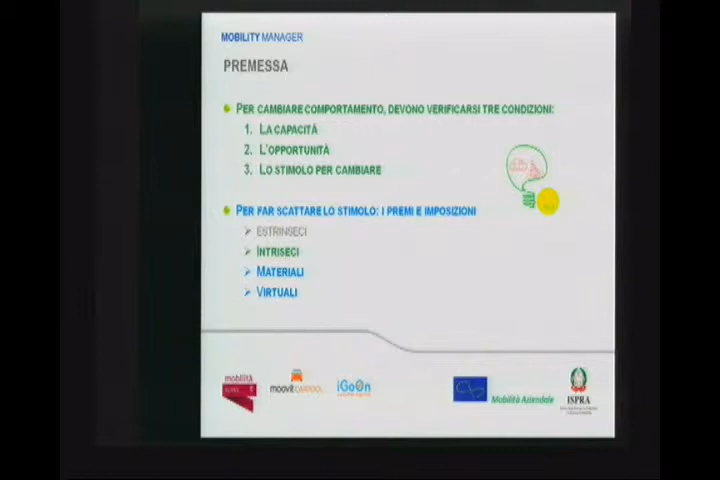 MOBILITY MANAGER
PREMESSA
PER CAMBIARE COMPORTAMENTO, DEVONO VERIFICARSI TRE CONDIZIONI:
1. LA CAPACITÀ
2. L'OPPORTUNITÀ
3. LO STIMOLO PER CAMBIARE
PER FAR SCATTARE LO STIMOLO: I PREMI E IMPOSIZIONI
ESTRINSECI
INTRISECI
MATERIALI
VIRTUALI
mobilità
moovit CARPOOL
iGoOn
Mobilità Aziendale
ISPRA